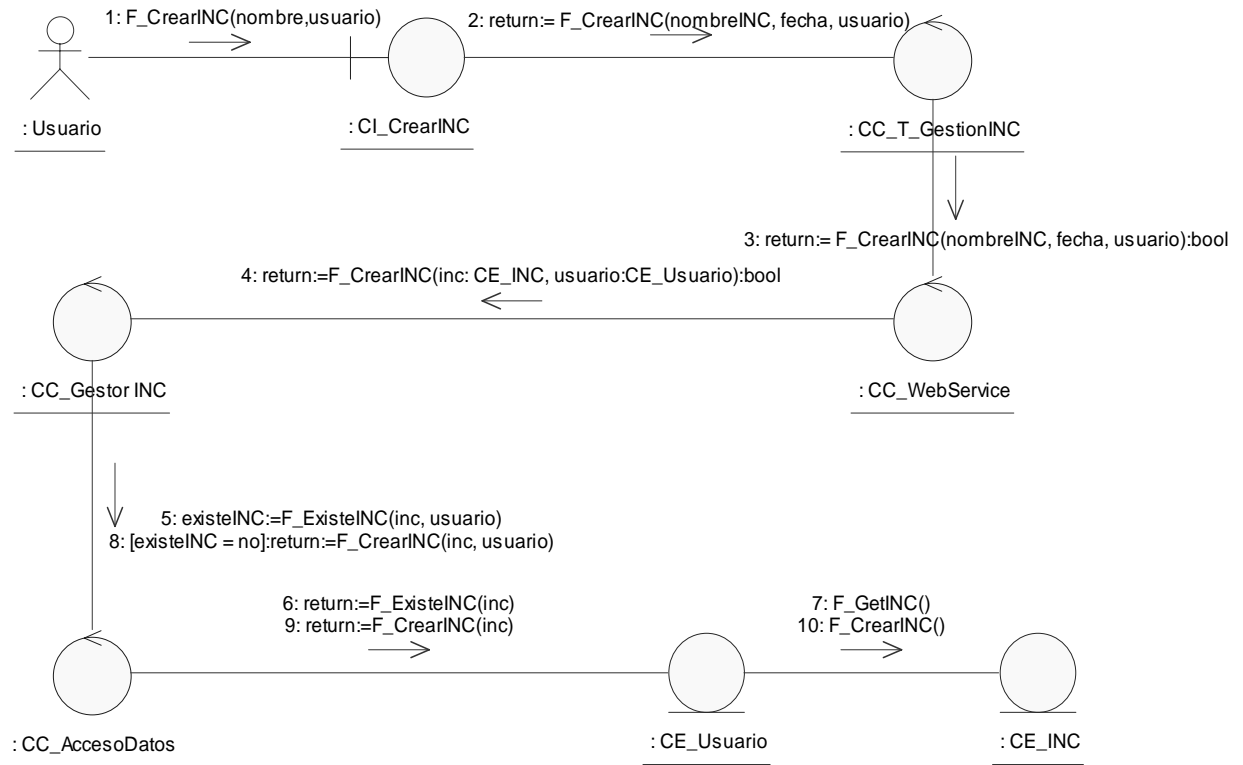 1: F_CrearINC(nombre,usuario)
2: return:= F_CrearINC(nombreINC, fecha, usuario)
: Usuario
: CI_CrearINC
: CC_T_GestionINC
3: return:= F_CrearINC(nombreINC, fecha, usuario):bool
4: return:=F_CrearINC(inc: CE_INC, usuario:CE_Usuario):bool
: CC_Gestor INC
: CC_WebService
5: existeINC:=F_ExisteINC(inc, usuario)
8: [existeINC = no]:return:=F_CrearINC(inc, usuario)
6: return:=F_ExisteINC(inc)
9: return:=F_CrearINC(inc)
7: F_GetINC()
10: F_CrearINC()
: CC_AccesoDatos
: CE_Usuario
: CE_INC